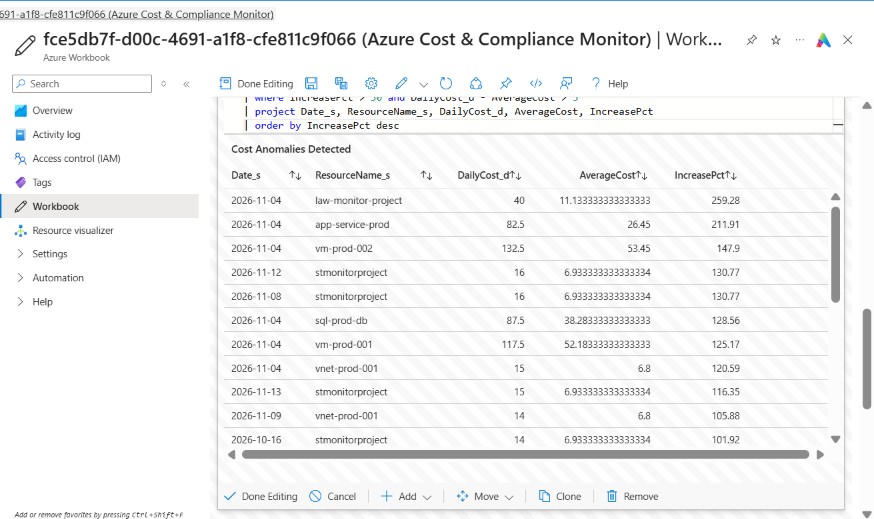 691-a1f8-cfe811c9f066 (Azure Cost & Compliance Monitor)
fce5db7f-d00c-4691-a1f8-cfe811c9f066 (Azure Cost & Compliance Monitor) | Work...
Azure Workbook
Search
Done Editing
Help
Overview
Activity log
Access control (IAM)
Tags
Workbook
Resource visualizer
Settings
Automation
Help
| where IncreasePct > 50 and DailyCost_d - AverageCost > 5
| project Date_s, ResourceName_s, DailyCost_d, AverageCost, IncreasePct
| order by IncreasePct desc
Cost Anomalies Detected
Date_s ResourceName_s DailyCost_d AverageCost IncreasePct
2026-11-04 law-monitor-project 40 11.133333333333333 259.28
2026-11-04 app-service-prod 82.5 26.45 211.91
2026-11-04 vm-prod-002 132.5 53.45 147.9
2026-11-12 stmonitorproject 16 6.933333333333334 130.77
2026-11-08 stmonitorproject 16 6.933333333333334 130.77
2026-11-04 sql-prod-db 87.5 38.28333333333333 128.56
2026-11-04 vm-prod-001 117.5 52.18333333333333 125.17
2026-11-04 vnet-prod-001 15 6.8 120.59
2026-11-13 stmonitorproject 15 6.933333333333334 116.35
2026-11-09 vnet-prod-001 14 6.8 105.88
2026-10-16 stmonitorproject 14 6.933333333333334 101.92
Done Editing Cancel Add Move Clone Remove
Add or remove favorites by pressing Ctrl+Shift+F